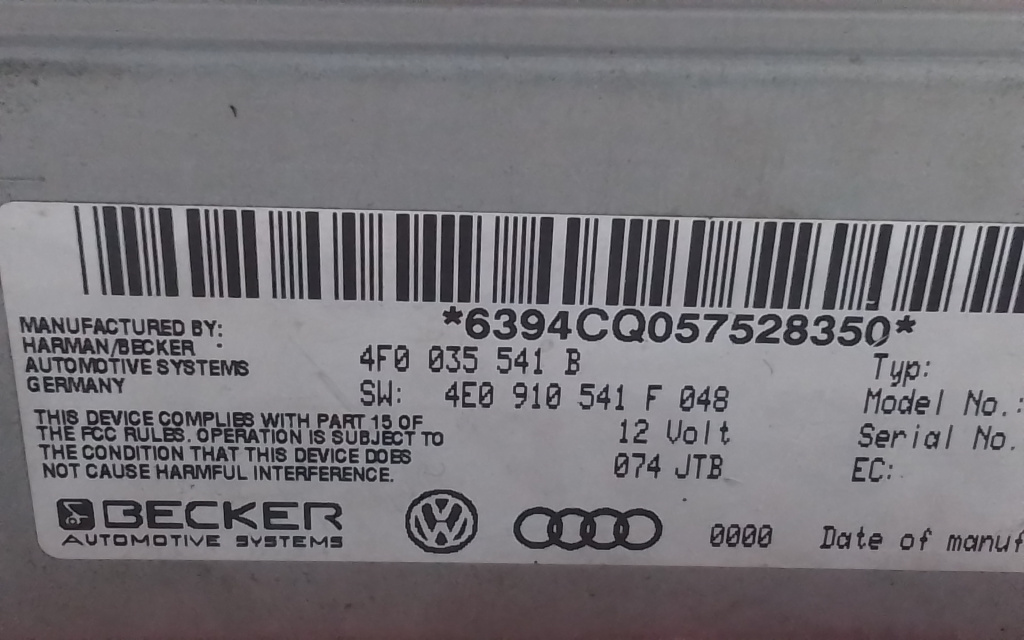 *6394CQ057528350*
MANUFACTURED BY:
HARMAN/BECKER
AUTOMOTIVE SYSTEMS
GERMANY
4F0 035 541 B
SW: 4E0 910 541 F 048
12 Volt
074 JTB
Typ:
Model No.:
Serial No.
EC:
THIS DEVICE COMPLIES WITH PART 15 OF
THE FCC RULES. OPERATION IS SUBJECT TO
THE CONDITION THAT THIS DEVICE DOES
NOT CAUSE HARMFUL INTERFERENCE.
BECKER
AUTOMOTIVE SYSTEMS
0000
Date of manuf